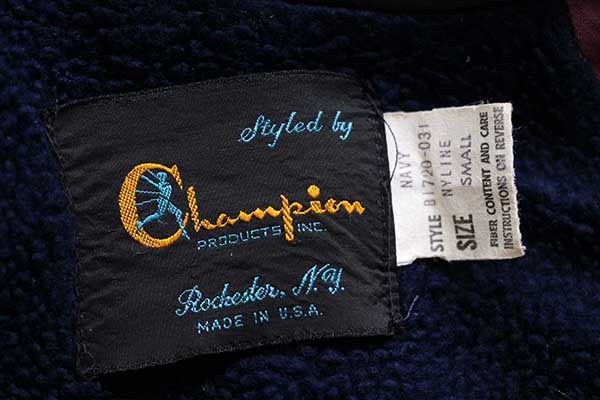 Styled by
Champion
PRODUCTS INC.
Rochester, N.Y.
MADE IN U.S.A.
NAVY
STYLE B1720-031
NYLINE
SIZE SMALL
FIBER CONTENT AND CARE
INSTRUCTIONS ON REVERSE